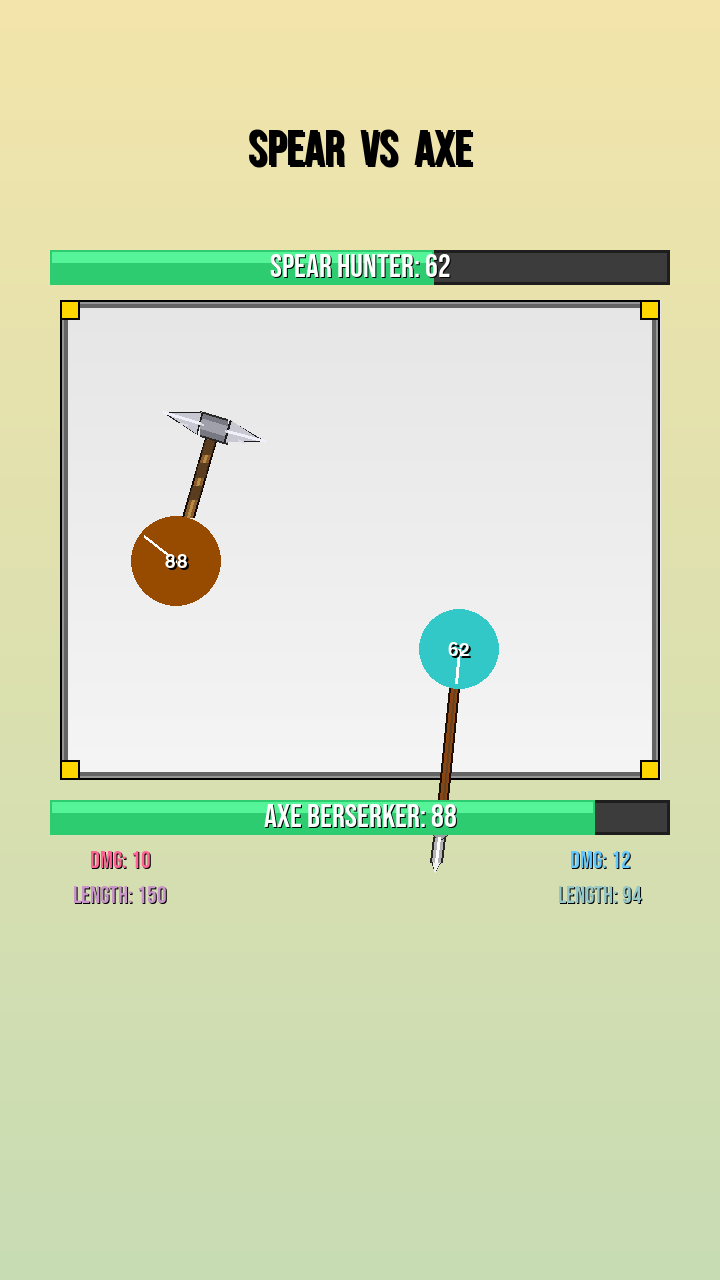 SPEAR VS AXE
SPEAR HUNTER: 62
88
62
AXE BERSERKER: 88
DMG: 10
DMG: 12
LENGTH: 150
LENGTH: 94